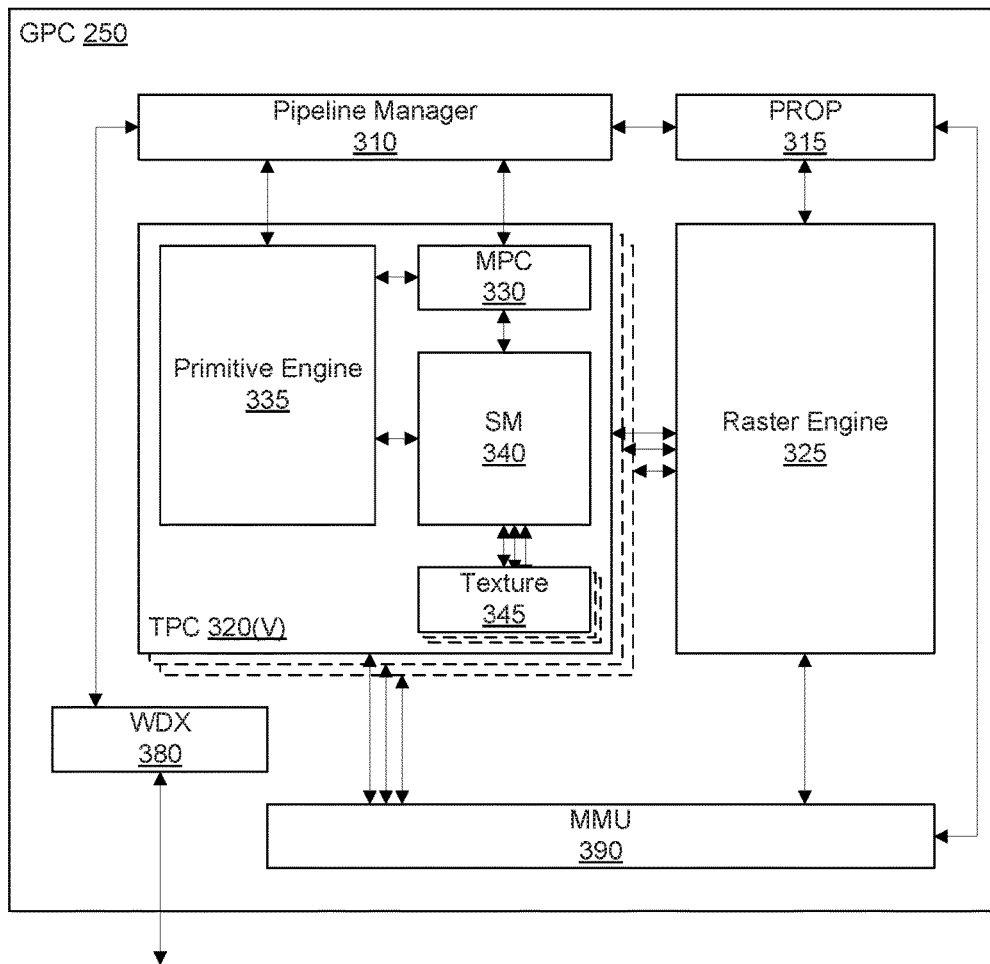 GPC 250
Pipeline Manager
310
PROP
315
MPC
330
Primitive Engine
335
SM
340
Raster Engine
325
Texture
345
TPC 320(V)
WDX
380
MMU
390